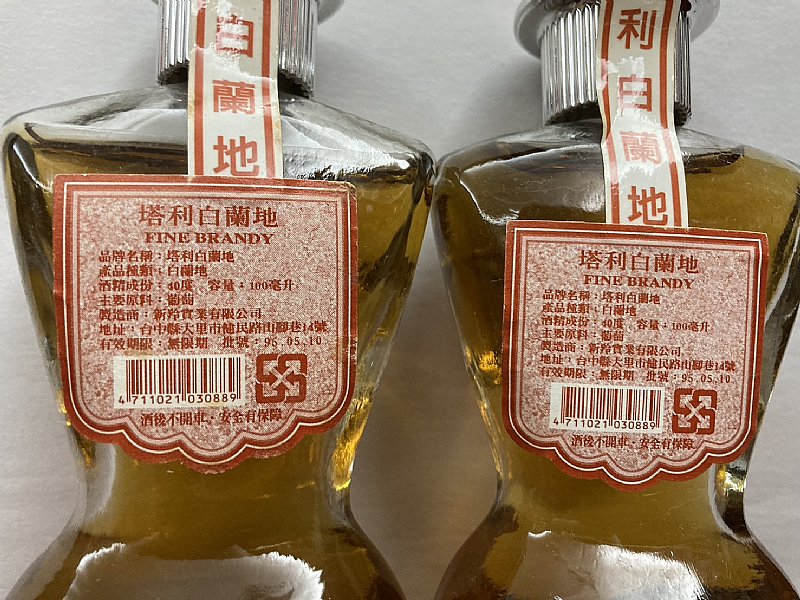 白蘭地
塔利白蘭地
FINE BRANDY
品牌名稱：塔利白蘭地
產品種類：白蘭地
酒精成份：40度 容量：100毫升
主要原料：葡萄
製造商：新羚實業有限公司
地址：台中縣大里市健民路山腳巷14號
有效期限：無限期 批號：95.05.10
4 711021 030889
酒後不開車，安全有保障
利白蘭地
塔利白蘭地
FINE BRANDY
品牌名稱：塔利白蘭地
產品種類：白蘭地
酒精成份：40度 容量：100毫升
主要原料：葡萄
製造商：新羚實業有限公司
地址：台中縣大里市健民路山腳巷14號
有效期限：無限期 批號：95.05.10
4 711021 030889
酒後不開車，安全有保障